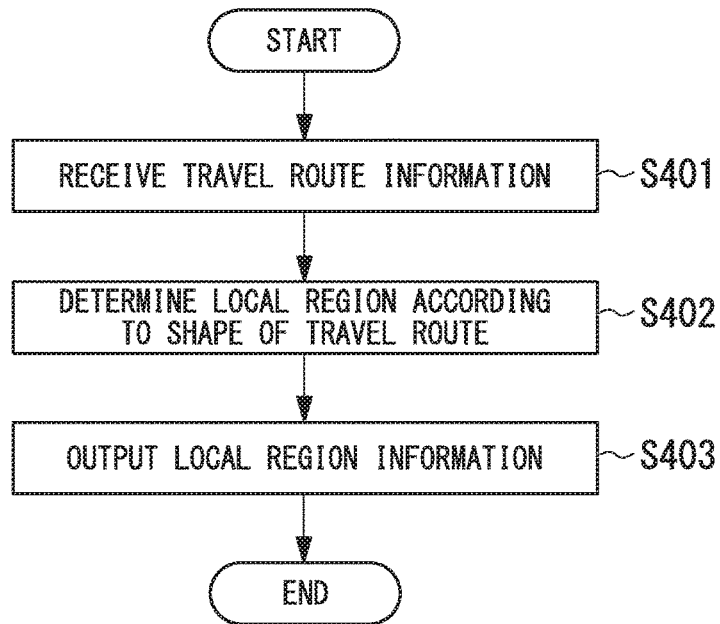 START
RECEIVE TRAVEL ROUTE INFORMATION
S401
DETERMINE LOCAL REGION ACCORDING
TO SHAPE OF TRAVEL ROUTE
S402
OUTPUT LOCAL REGION INFORMATION
S403
END